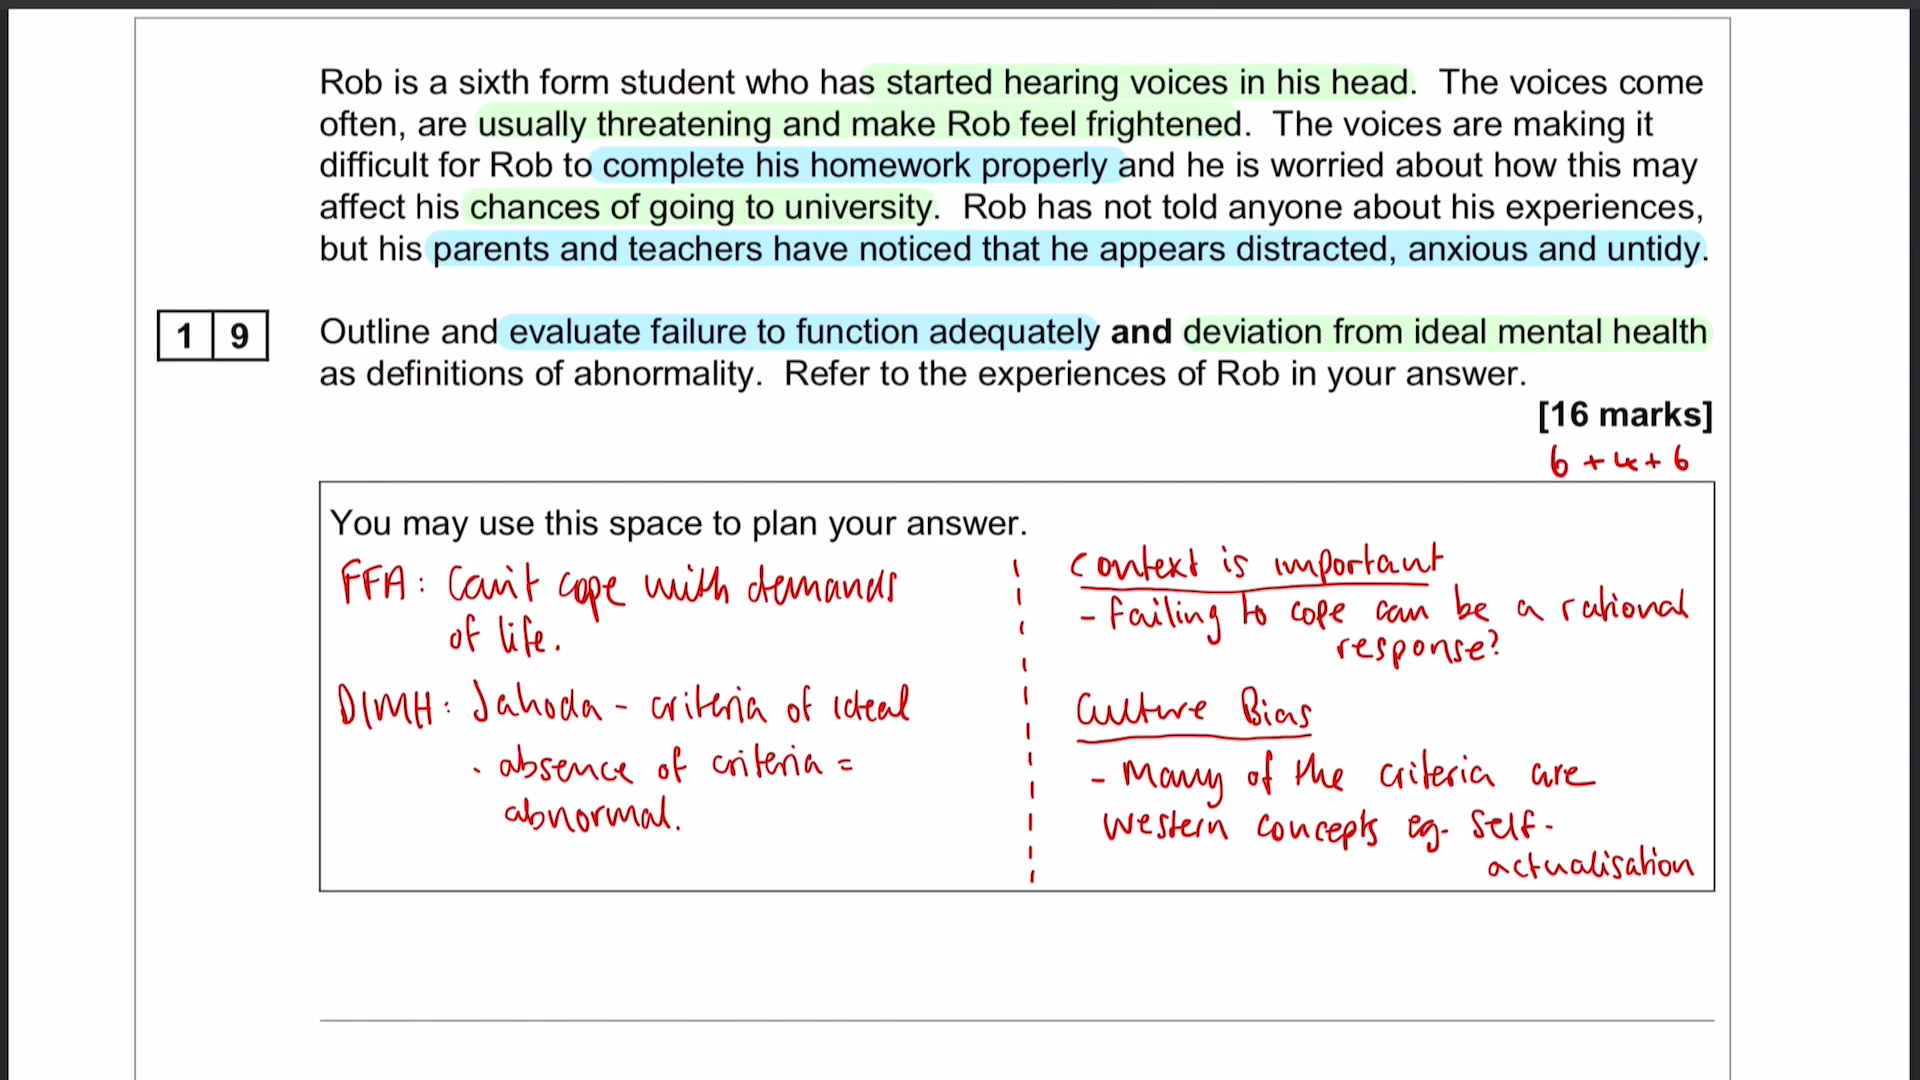 Rob is a sixth form student who has started hearing voices in his head. The voices come
often, are usually threatening and make Rob feel frightened. The voices are making it
difficult for Rob to complete his homework properly and he is worried about how this may
affect his chances of going to university. Rob has not told anyone about his experiences,
but his parents and teachers have noticed that he appears distracted, anxious and untidy.
1 9
Outline and evaluate failure to function adequately and deviation from ideal mental health
as definitions of abnormality. Refer to the experiences of Rob in your answer.
[16 marks]
6 + 4 + 6
You may use this space to plan your answer.
FFA: Can't cope with demands
of life.
DIMH: Jahoda - criteria of ideal
. absence of criteria =
abnormal.
Context is important
- Failing to cope can be a rational
response?
Culture Bias
- Many of the criteria are
Western concepts eg. Self-
actualisation